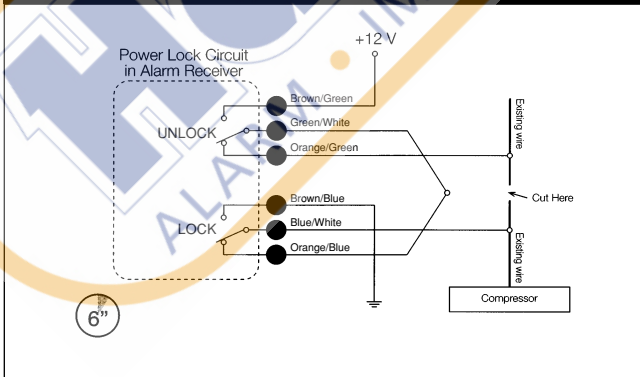 Power Lock Circuit
in Alarm Receiver
+12 V
UNLOCK
Brown/Green
Green/White
Orange/Green
LOCK
Brown/Blue
Blue/White
Orange/Blue
Existing wire
Cut Here
Existing wire
Compressor
6”
ALARM